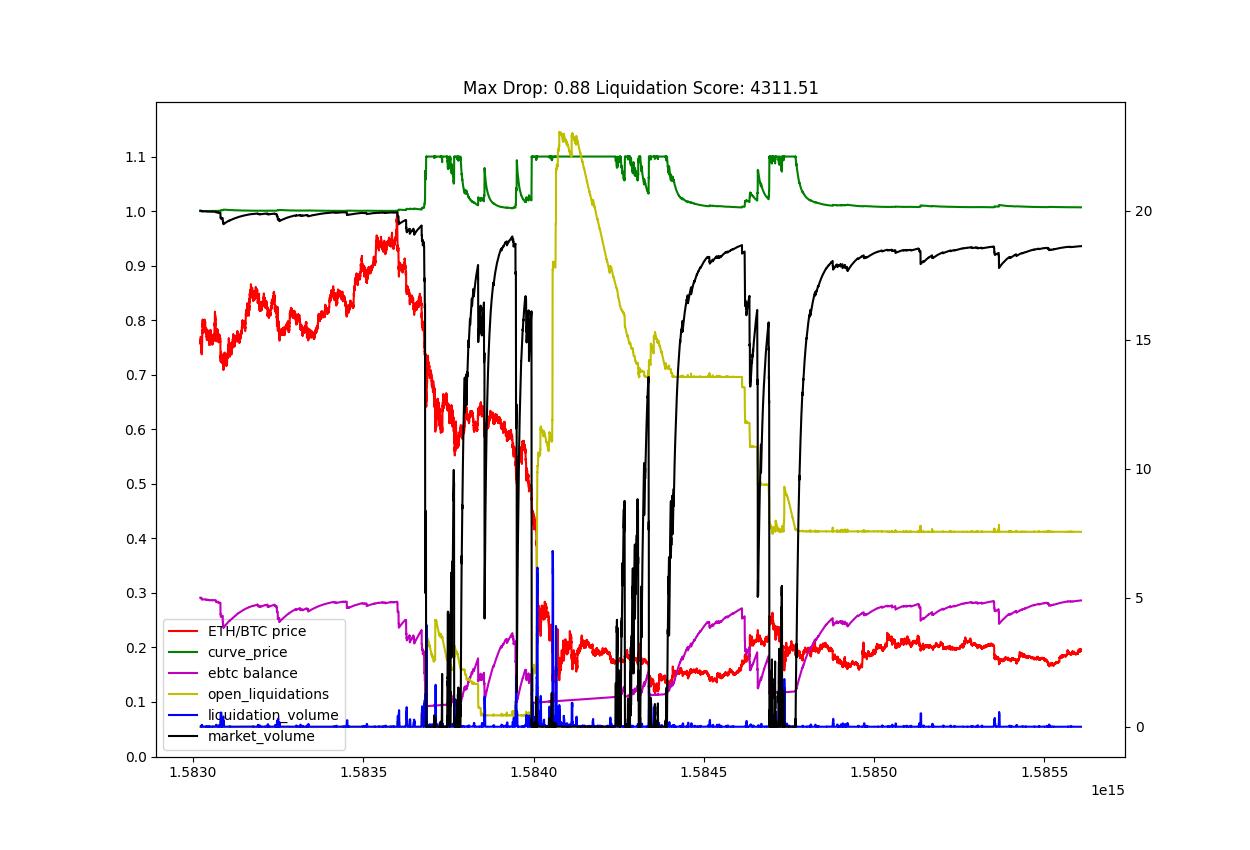 Max Drop: 0.88 Liquidation Score: 4311.51
1.1
1.0
0.9
0.8
0.7
0.6
0.5
0.4
0.3
0.2
0.1
0.0
20
15
10
5
0
ETH/BTC price
curve_price
ebtc balance
open_liquidations
liquidation_volume
market_volume
1.5830 1.5835 1.5840 1.5845 1.5850 1.5855
1e15